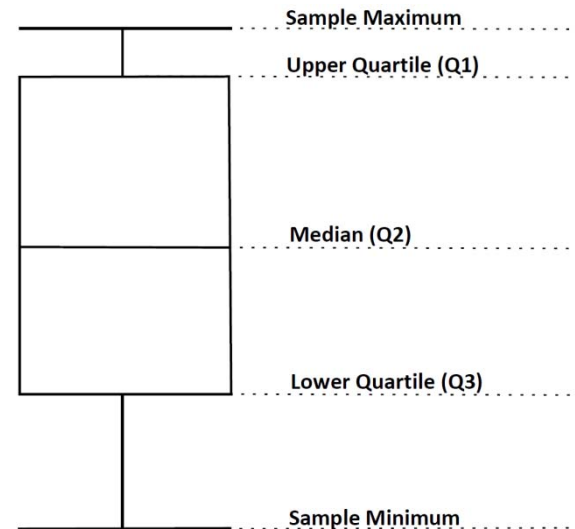 Sample Maximum
Upper Quartile (Q1)
Median (Q2)
Lower Quartile (Q3)
Sample Minimum